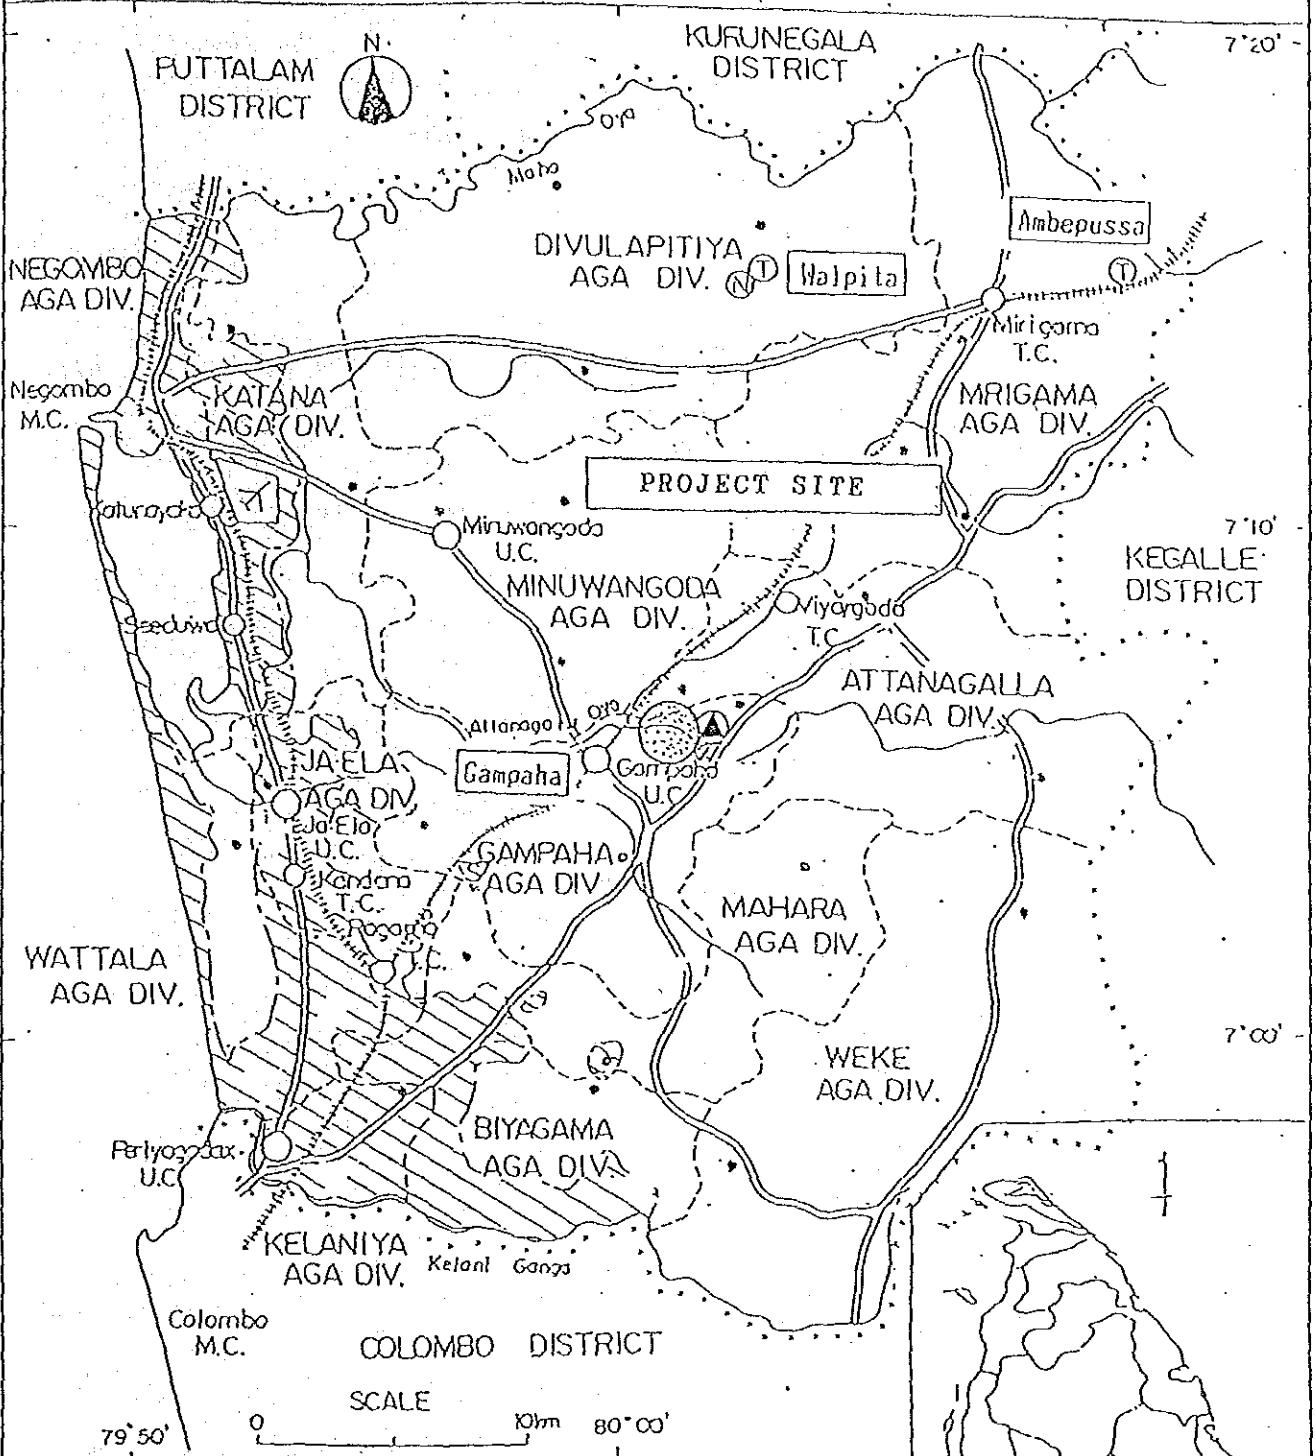 N
PUTTALAM
DISTRICT
KURUNEGALA
DISTRICT
7°20'
Maha
Oya
Ambepussa
NEGOMBO
AGA DIV.
DIVULAPITIYA
AGA DIV.
N
T
Walpita
T
Mirigama
T.C.
Negombo
M.C.
KATANA
AGA DIV.
MRIGAMA
AGA DIV.
PROJECT SITE
Minuwangoda
U.C.
7°10'
KEGALLE
DISTRICT
MINUWANGODA
AGA DIV.
Seeduwa
T.C.
ATTANAGALLA
AGA DIV.
Oya
Gampaha
Gampaha
U.C.
JA ELA
AGA DIV.
Ja Ela
U.C.
Kandana
T.C.
GAMPAHA
AGA DIV.
MAHARA
AGA DIV.
Ragama
T.C.
WATTALA
AGA DIV.
7°00'
WEKE
AGA DIV.
BIYAGAMA
AGA DIV.
U.C.
KELANIYA
AGA DIV.
Kelani Ganga
Colombo
M.C.
COLOMBO DISTRICT
SCALE
0
10km
80°00'
79°50'